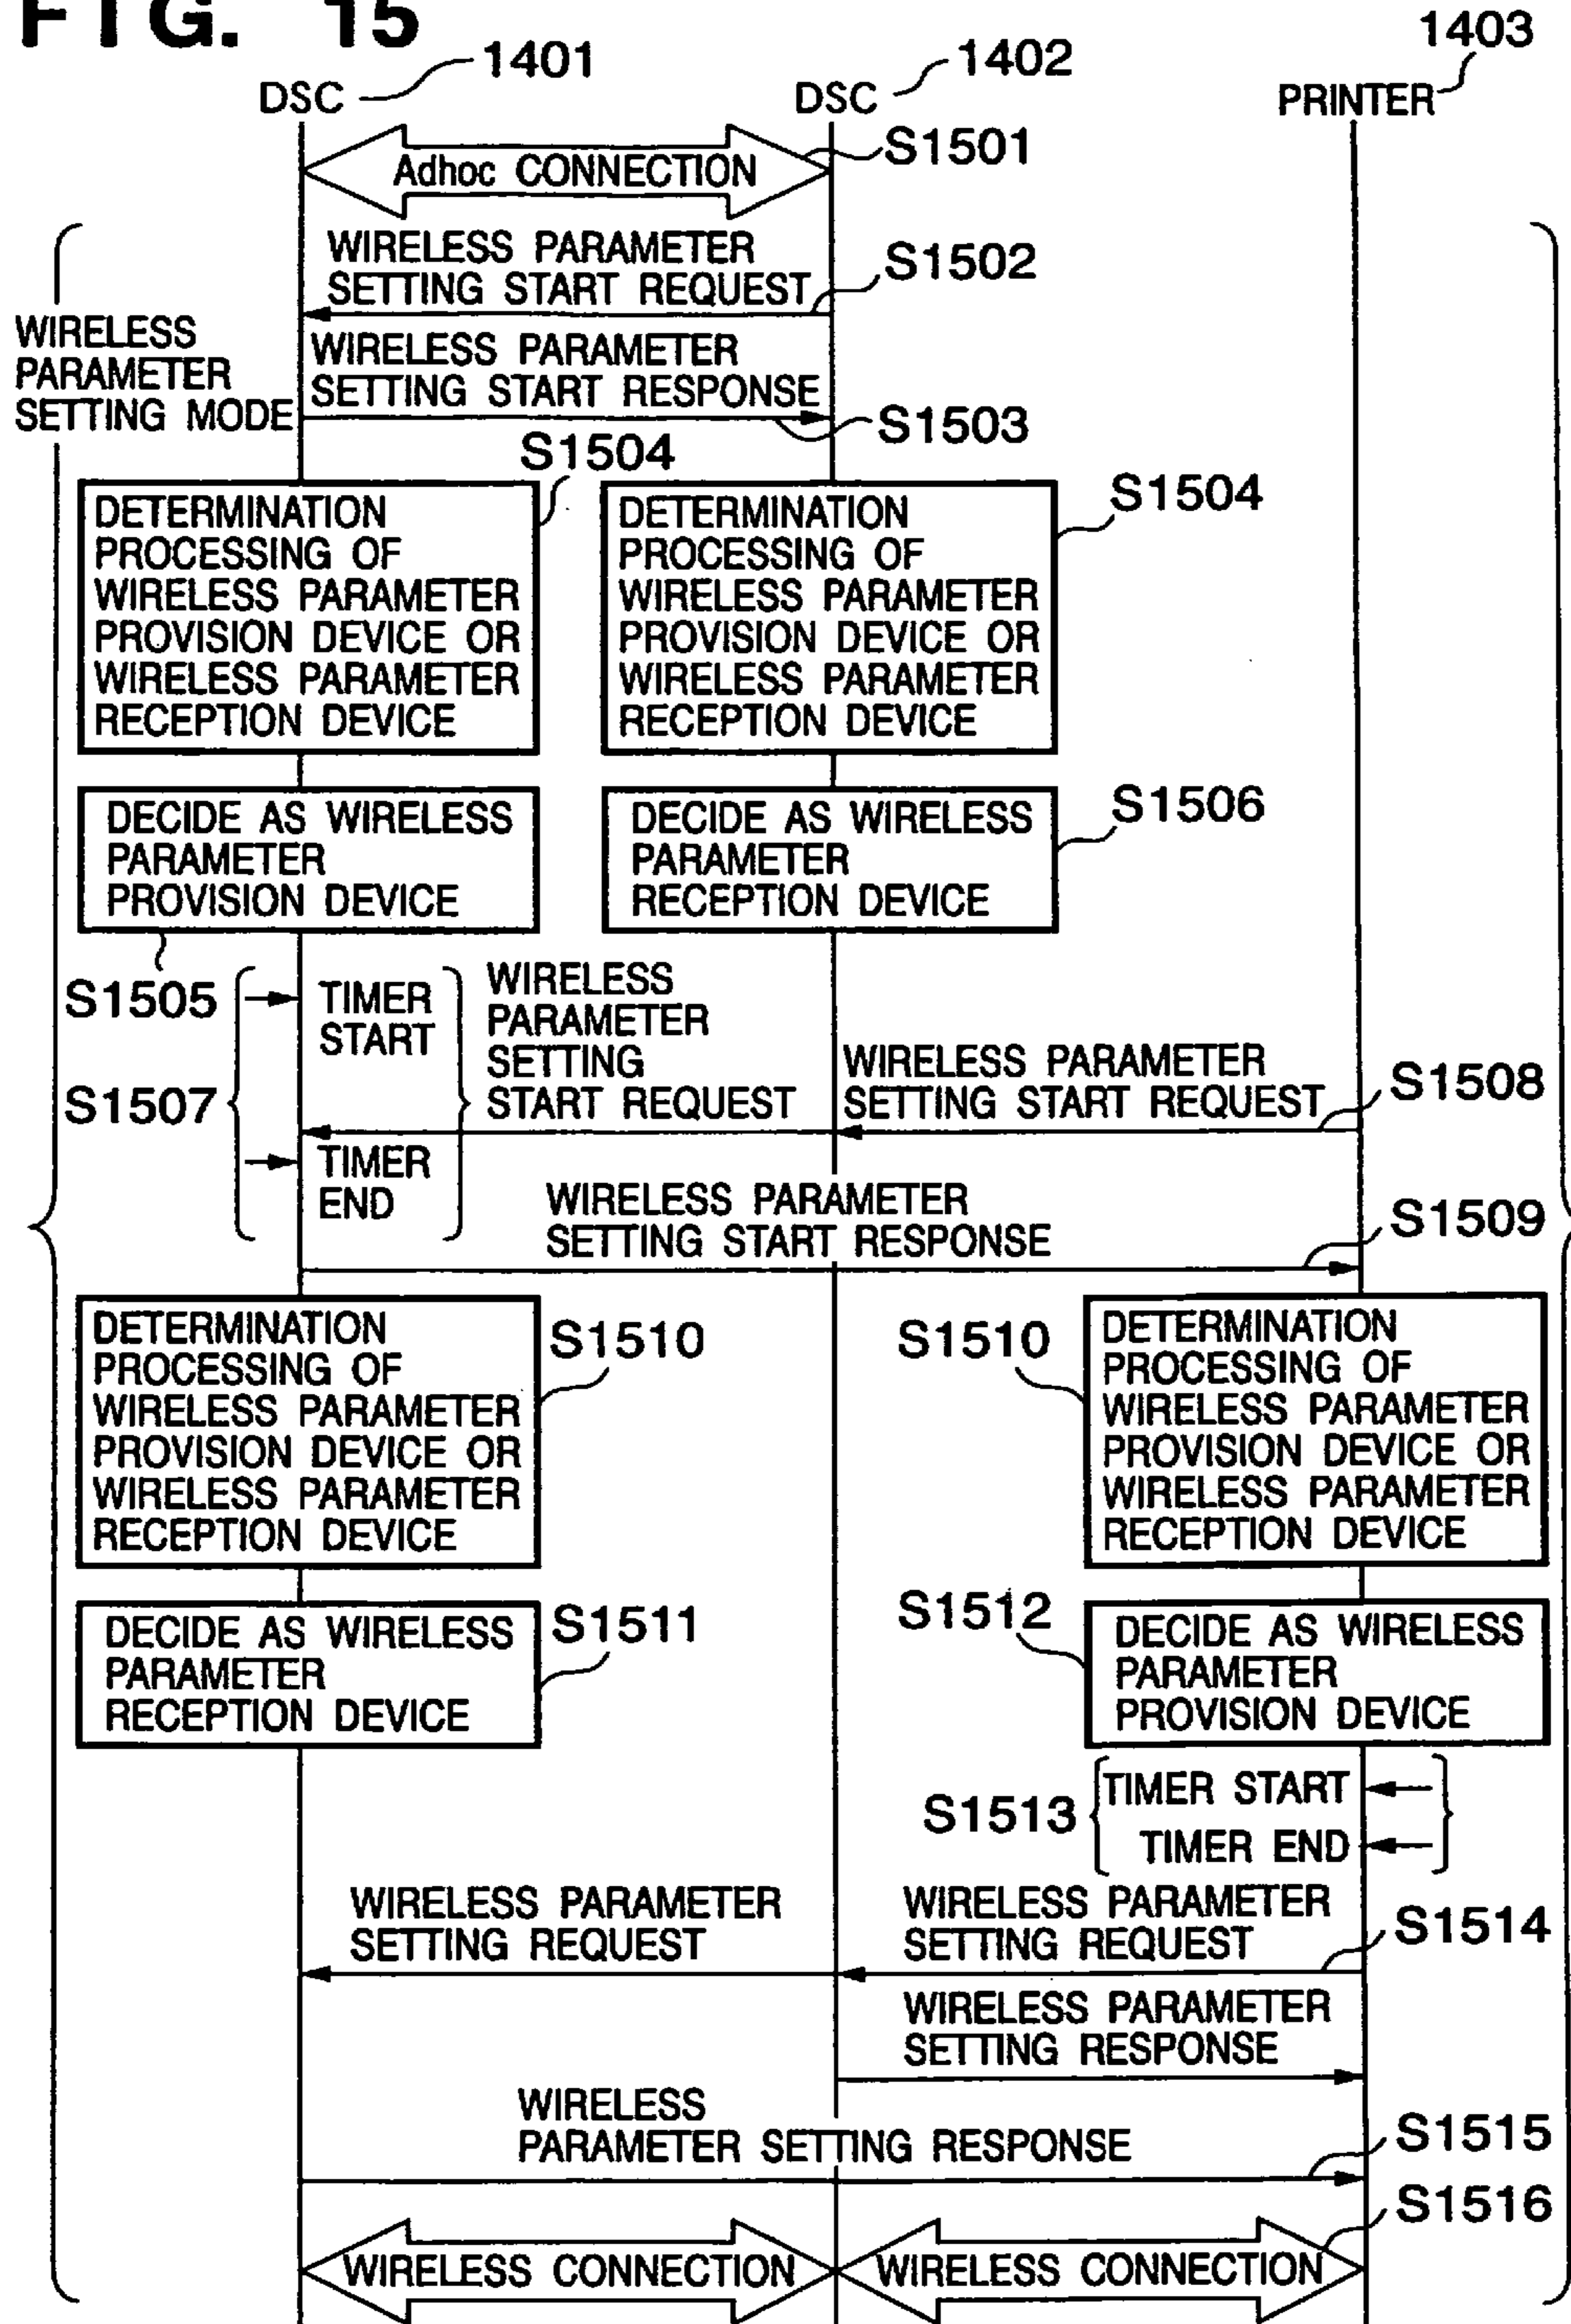 FIG. 15
1401
1402
1403
DSC
DSC
PRINTER
S1501
Adhoc CONNECTION
WIRELESS PARAMETER
SETTING START REQUEST
S1502
WIRELESS
PARAMETER
SETTING MODE
WIRELESS PARAMETER
SETTING START RESPONSE
S1503
S1504
S1504
DETERMINATION
PROCESSING OF
WIRELESS PARAMETER
PROVISION DEVICE OR
WIRELESS PARAMETER
RECEPTION DEVICE
DETERMINATION
PROCESSING OF
WIRELESS PARAMETER
PROVISION DEVICE OR
WIRELESS PARAMETER
RECEPTION DEVICE
DECIDE AS WIRELESS
PARAMETER
PROVISION DEVICE
DECIDE AS WIRELESS
PARAMETER
RECEPTION DEVICE
S1506
S1505
S1507
TIMER
START
TIMER
END
WIRELESS
PARAMETER
SETTING
START REQUEST
WIRELESS PARAMETER
SETTING START REQUEST
S1508
WIRELESS PARAMETER
SETTING START RESPONSE
S1509
DETERMINATION
PROCESSING OF
WIRELESS PARAMETER
PROVISION DEVICE OR
WIRELESS PARAMETER
RECEPTION DEVICE
S1510
S1510
DETERMINATION
PROCESSING OF
WIRELESS PARAMETER
PROVISION DEVICE OR
WIRELESS PARAMETER
RECEPTION DEVICE
DECIDE AS WIRELESS
PARAMETER
RECEPTION DEVICE
S1511
S1512
DECIDE AS WIRELESS
PARAMETER
PROVISION DEVICE
S1513
TIMER START
TIMER END
WIRELESS PARAMETER
SETTING REQUEST
WIRELESS PARAMETER
SETTING REQUEST
S1514
WIRELESS PARAMETER
SETTING RESPONSE
WIRELESS
PARAMETER SETTING RESPONSE
S1515
S1516
WIRELESS CONNECTION
WIRELESS CONNECTION